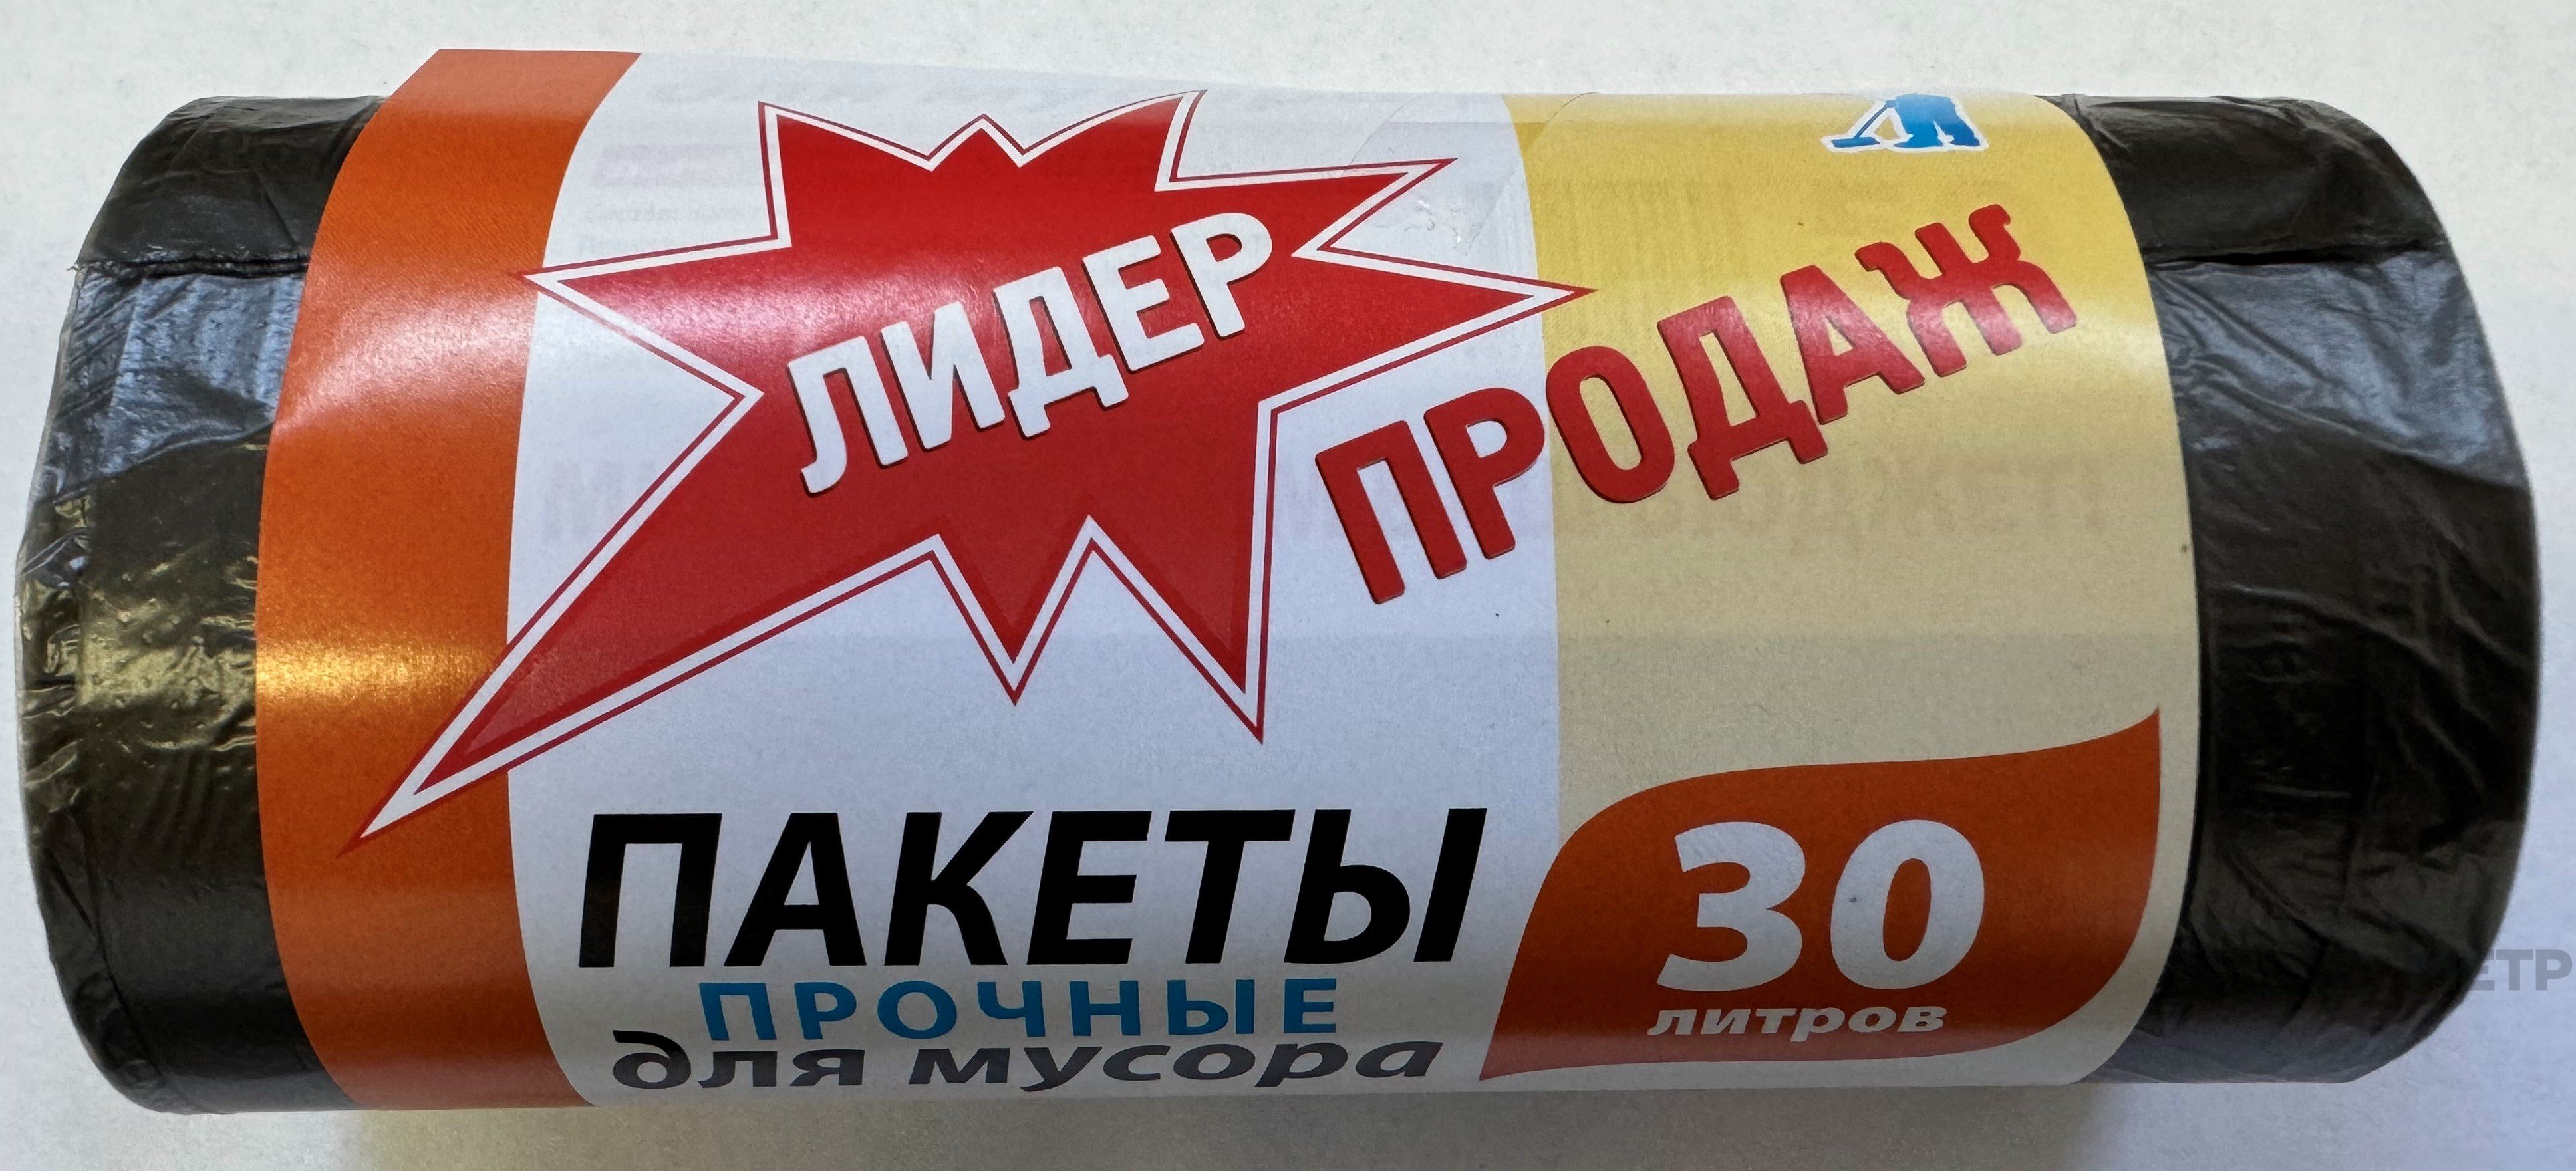 ЛИДЕР
ПРОДАЖ
ПАКЕТЫ
ПРОЧНЫЕ
для мусора
30
литров